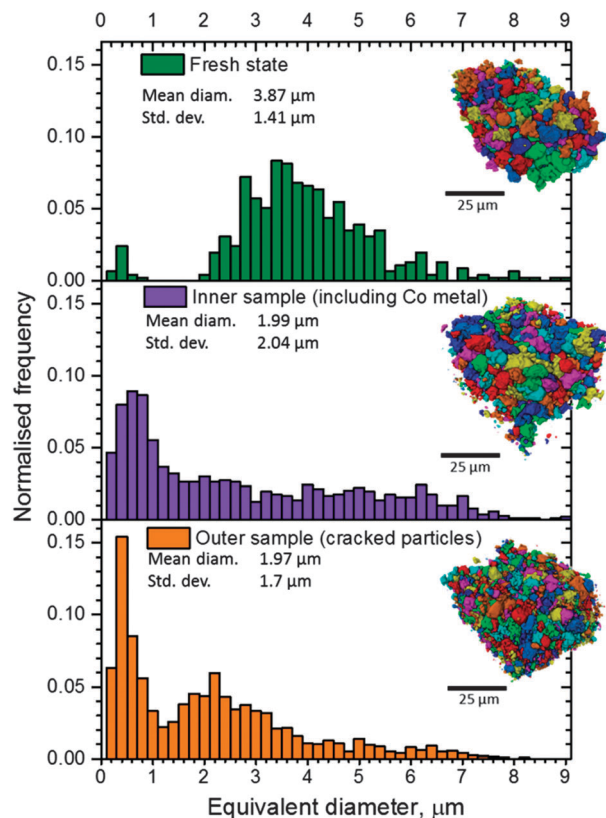 0 1 2 3 4 5 6 7 8 9
Normalised frequency
0.15
0.10
0.05
0.00
Fresh state
Mean diam. 3.87 μm
Std. dev. 1.41 μm
25 μm
0.15
0.10
0.05
0.00
Inner sample (including Co metal)
Mean diam. 1.99 μm
Std. dev. 2.04 μm
25 μm
0.15
0.10
0.05
0.00
Outer sample (cracked particles)
Mean diam. 1.97 μm
Std. dev. 1.7 μm
25 μm
0 1 2 3 4 5 6 7 8 9
Equivalent diameter, μm